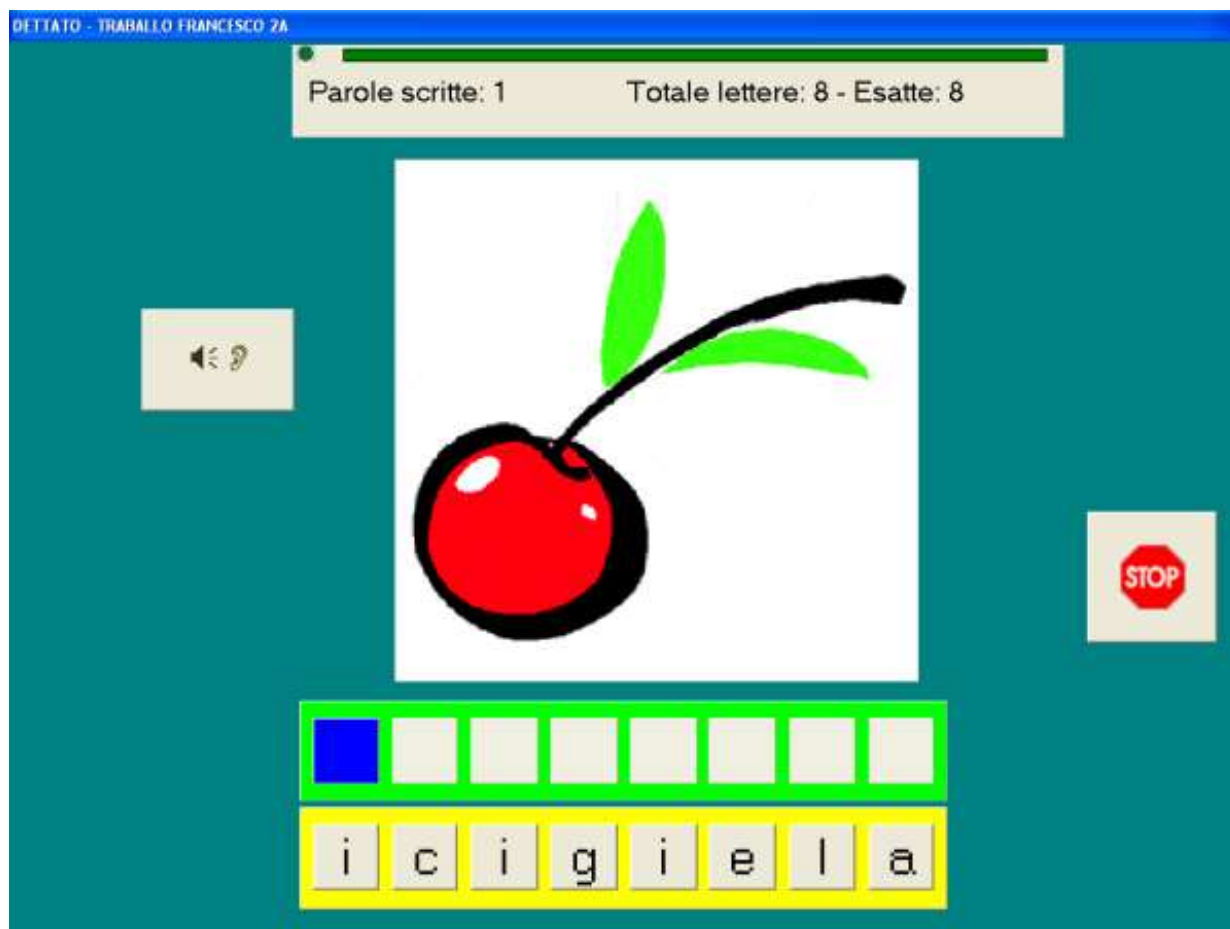 DETTATO - TRABALLO FRANCESCO 2A
Parole scritte: 1 Totale lettere: 8 - Esatte: 8
STOP
i c i g i e l a